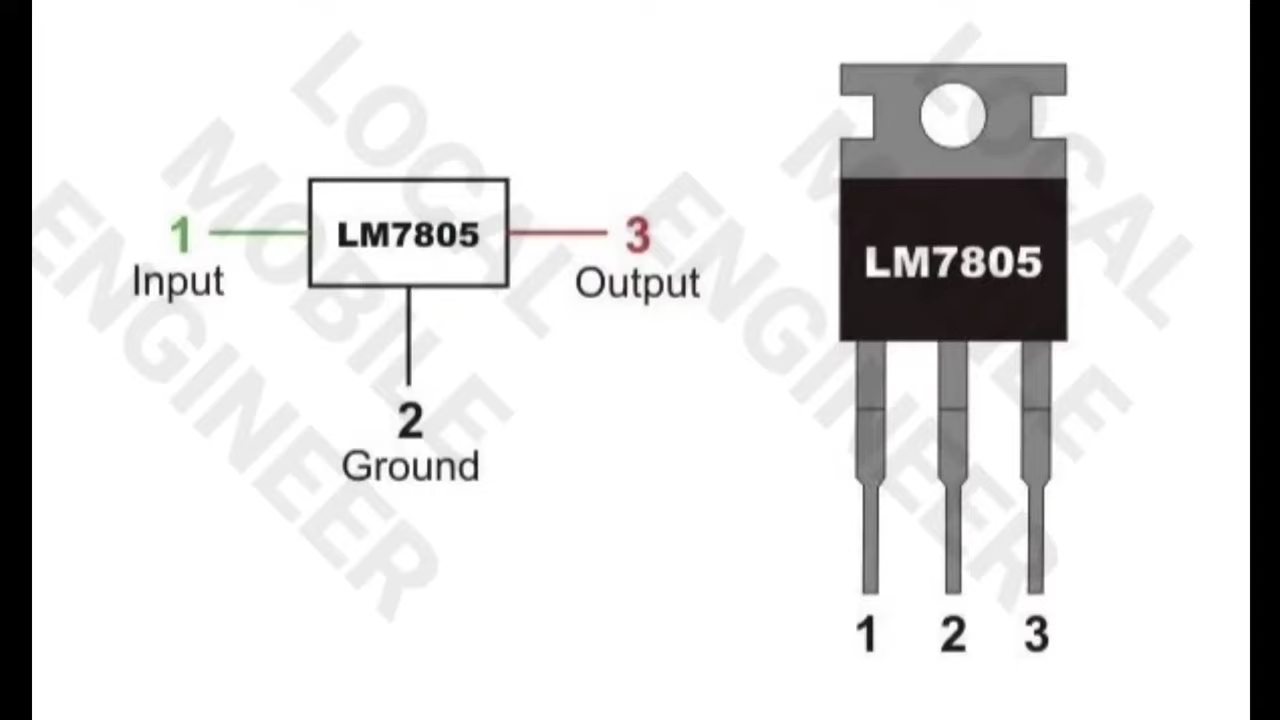 LOCAL
MOBILE
ENGINEER
LOCAL
MOBILE
ENGINEER
1
Input
LM7805
3
Output
2
Ground
LM7805
1 2 3